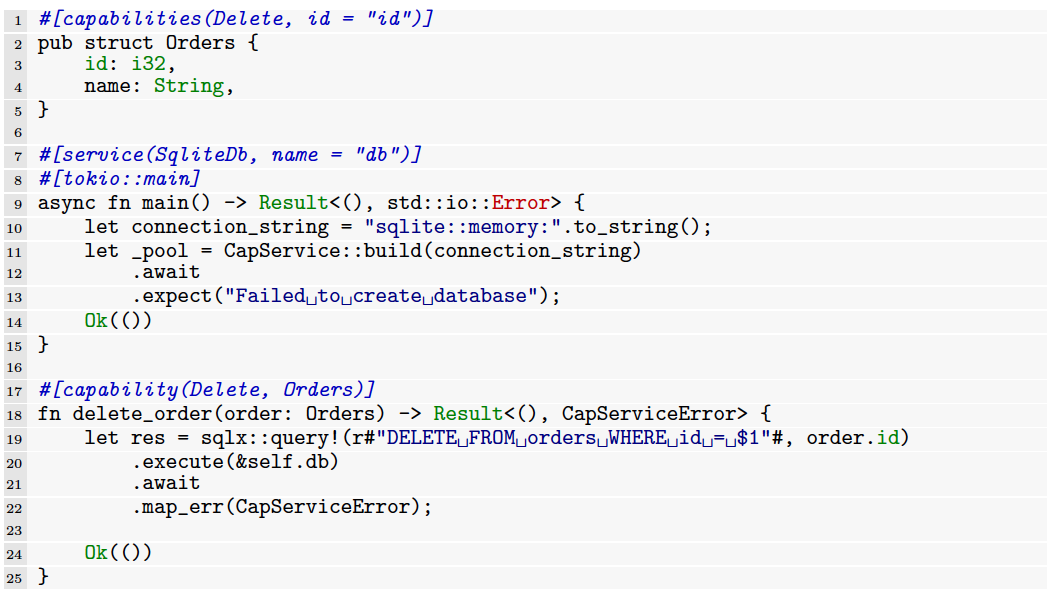 1 #[capabilities(Delete, id = "id")]
2 pub struct Orders {
3     id: i32,
4     name: String,
5 }
6
7 #[service(SqliteDb, name = "db")]
8 #[tokio::main]
9 async fn main() -> Result<(), std::io::Error> {
10     let connection_string = "sqlite::memory:".to_string();
11     let _pool = CapService::build(connection_string)
12         .await
13         .expect("Failed␣to␣create␣database");
14     Ok(())
15 }
16
17 #[capability(Delete, Orders)]
18 fn delete_order(order: Orders) -> Result<(), CapServiceError> {
19     let res = sqlx::query!(r#"DELETE␣FROM␣orders␣WHERE␣id␣=␣$1"#, order.id)
20         .execute(&self.db)
21         .await
22         .map_err(CapServiceError);
23
24     Ok(())
25 }